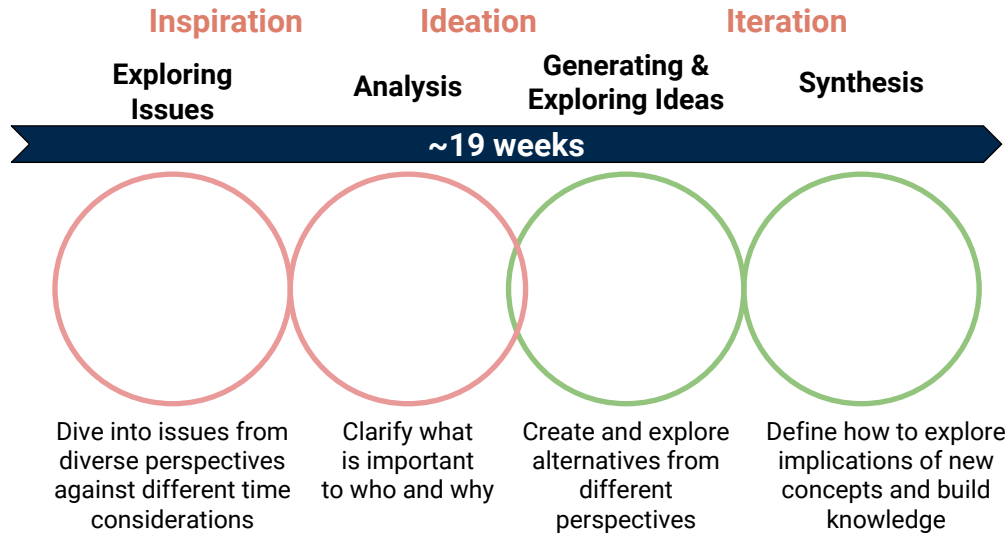 Inspiration
Ideation
Iteration
Exploring
Issues
Analysis
Generating &
Exploring Ideas
Synthesis
~19 weeks
Dive into issues from
diverse perspectives
against different time
considerations
Clarify what
is important
to who and why
Create and explore
alternatives from
different
perspectives
Define how to explore
implications of new
concepts and build
knowledge